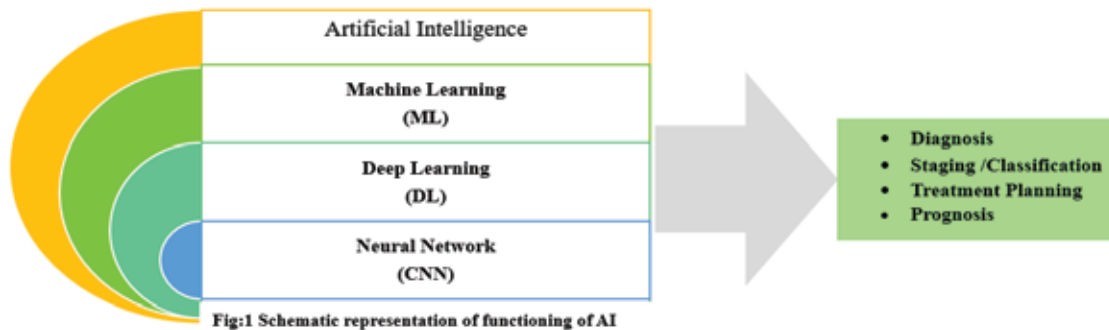 Artificial Intelligence
Machine Learning
(ML)
Deep Learning
(DL)
Neural Network
(CNN)
• Diagnosis
• Staging /Classification
• Treatment Planning
• Prognosis
Fig:1 Schematic representation of functioning of AI